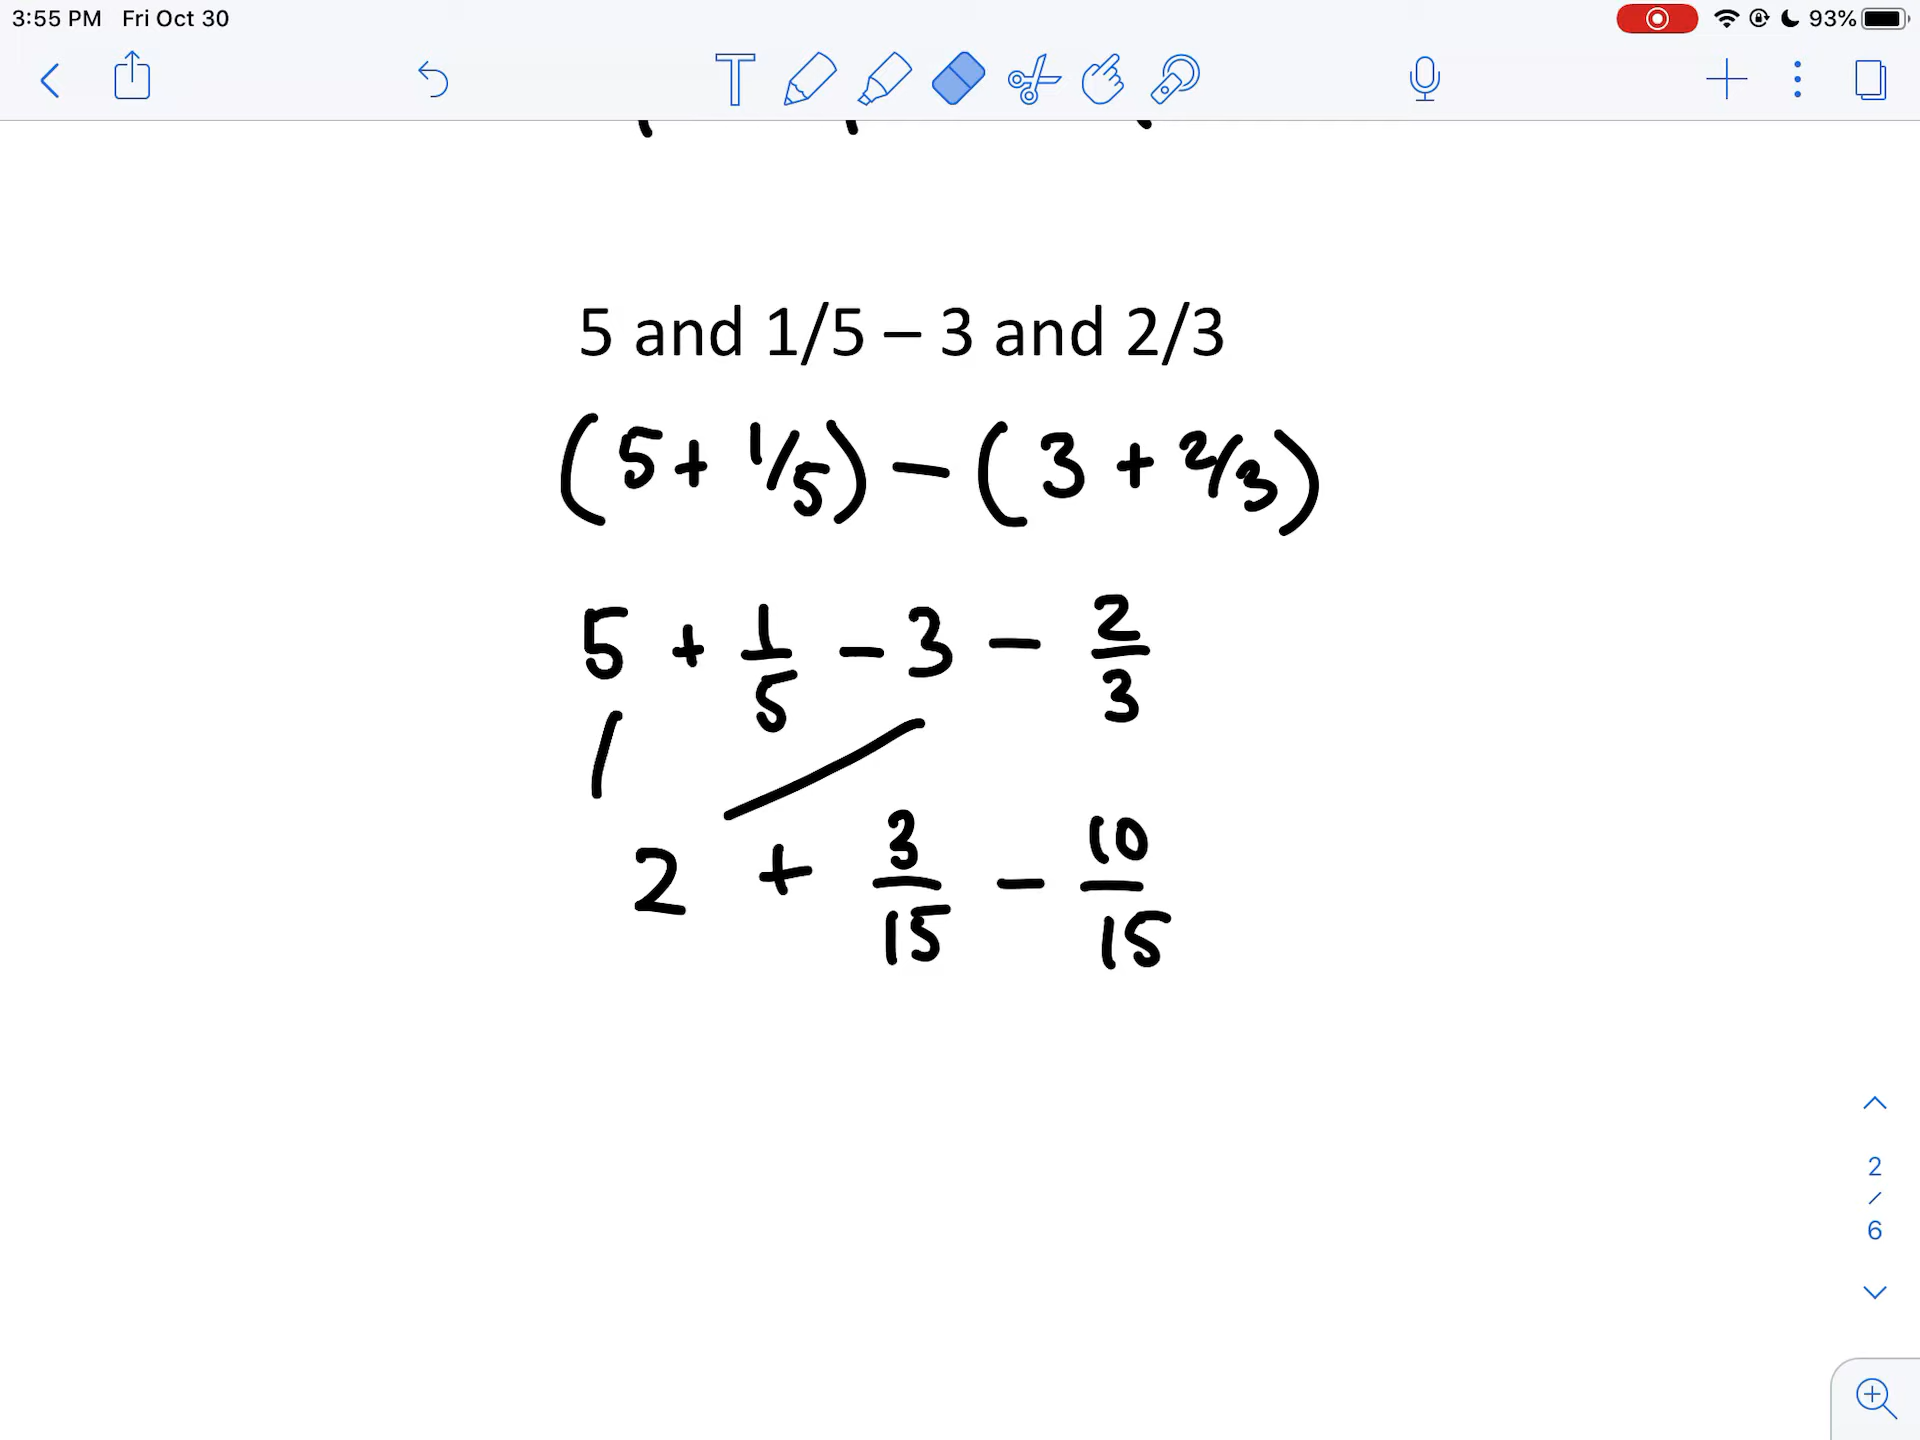 3:55 PM Fri Oct 30 93%
T
5 and 1/5 – 3 and 2/3
(5 + 1/5) − (3 + 2/3)
5 + 1/5 − 3 − 2/3
2 + 3/15 − 10/15
2
/
6